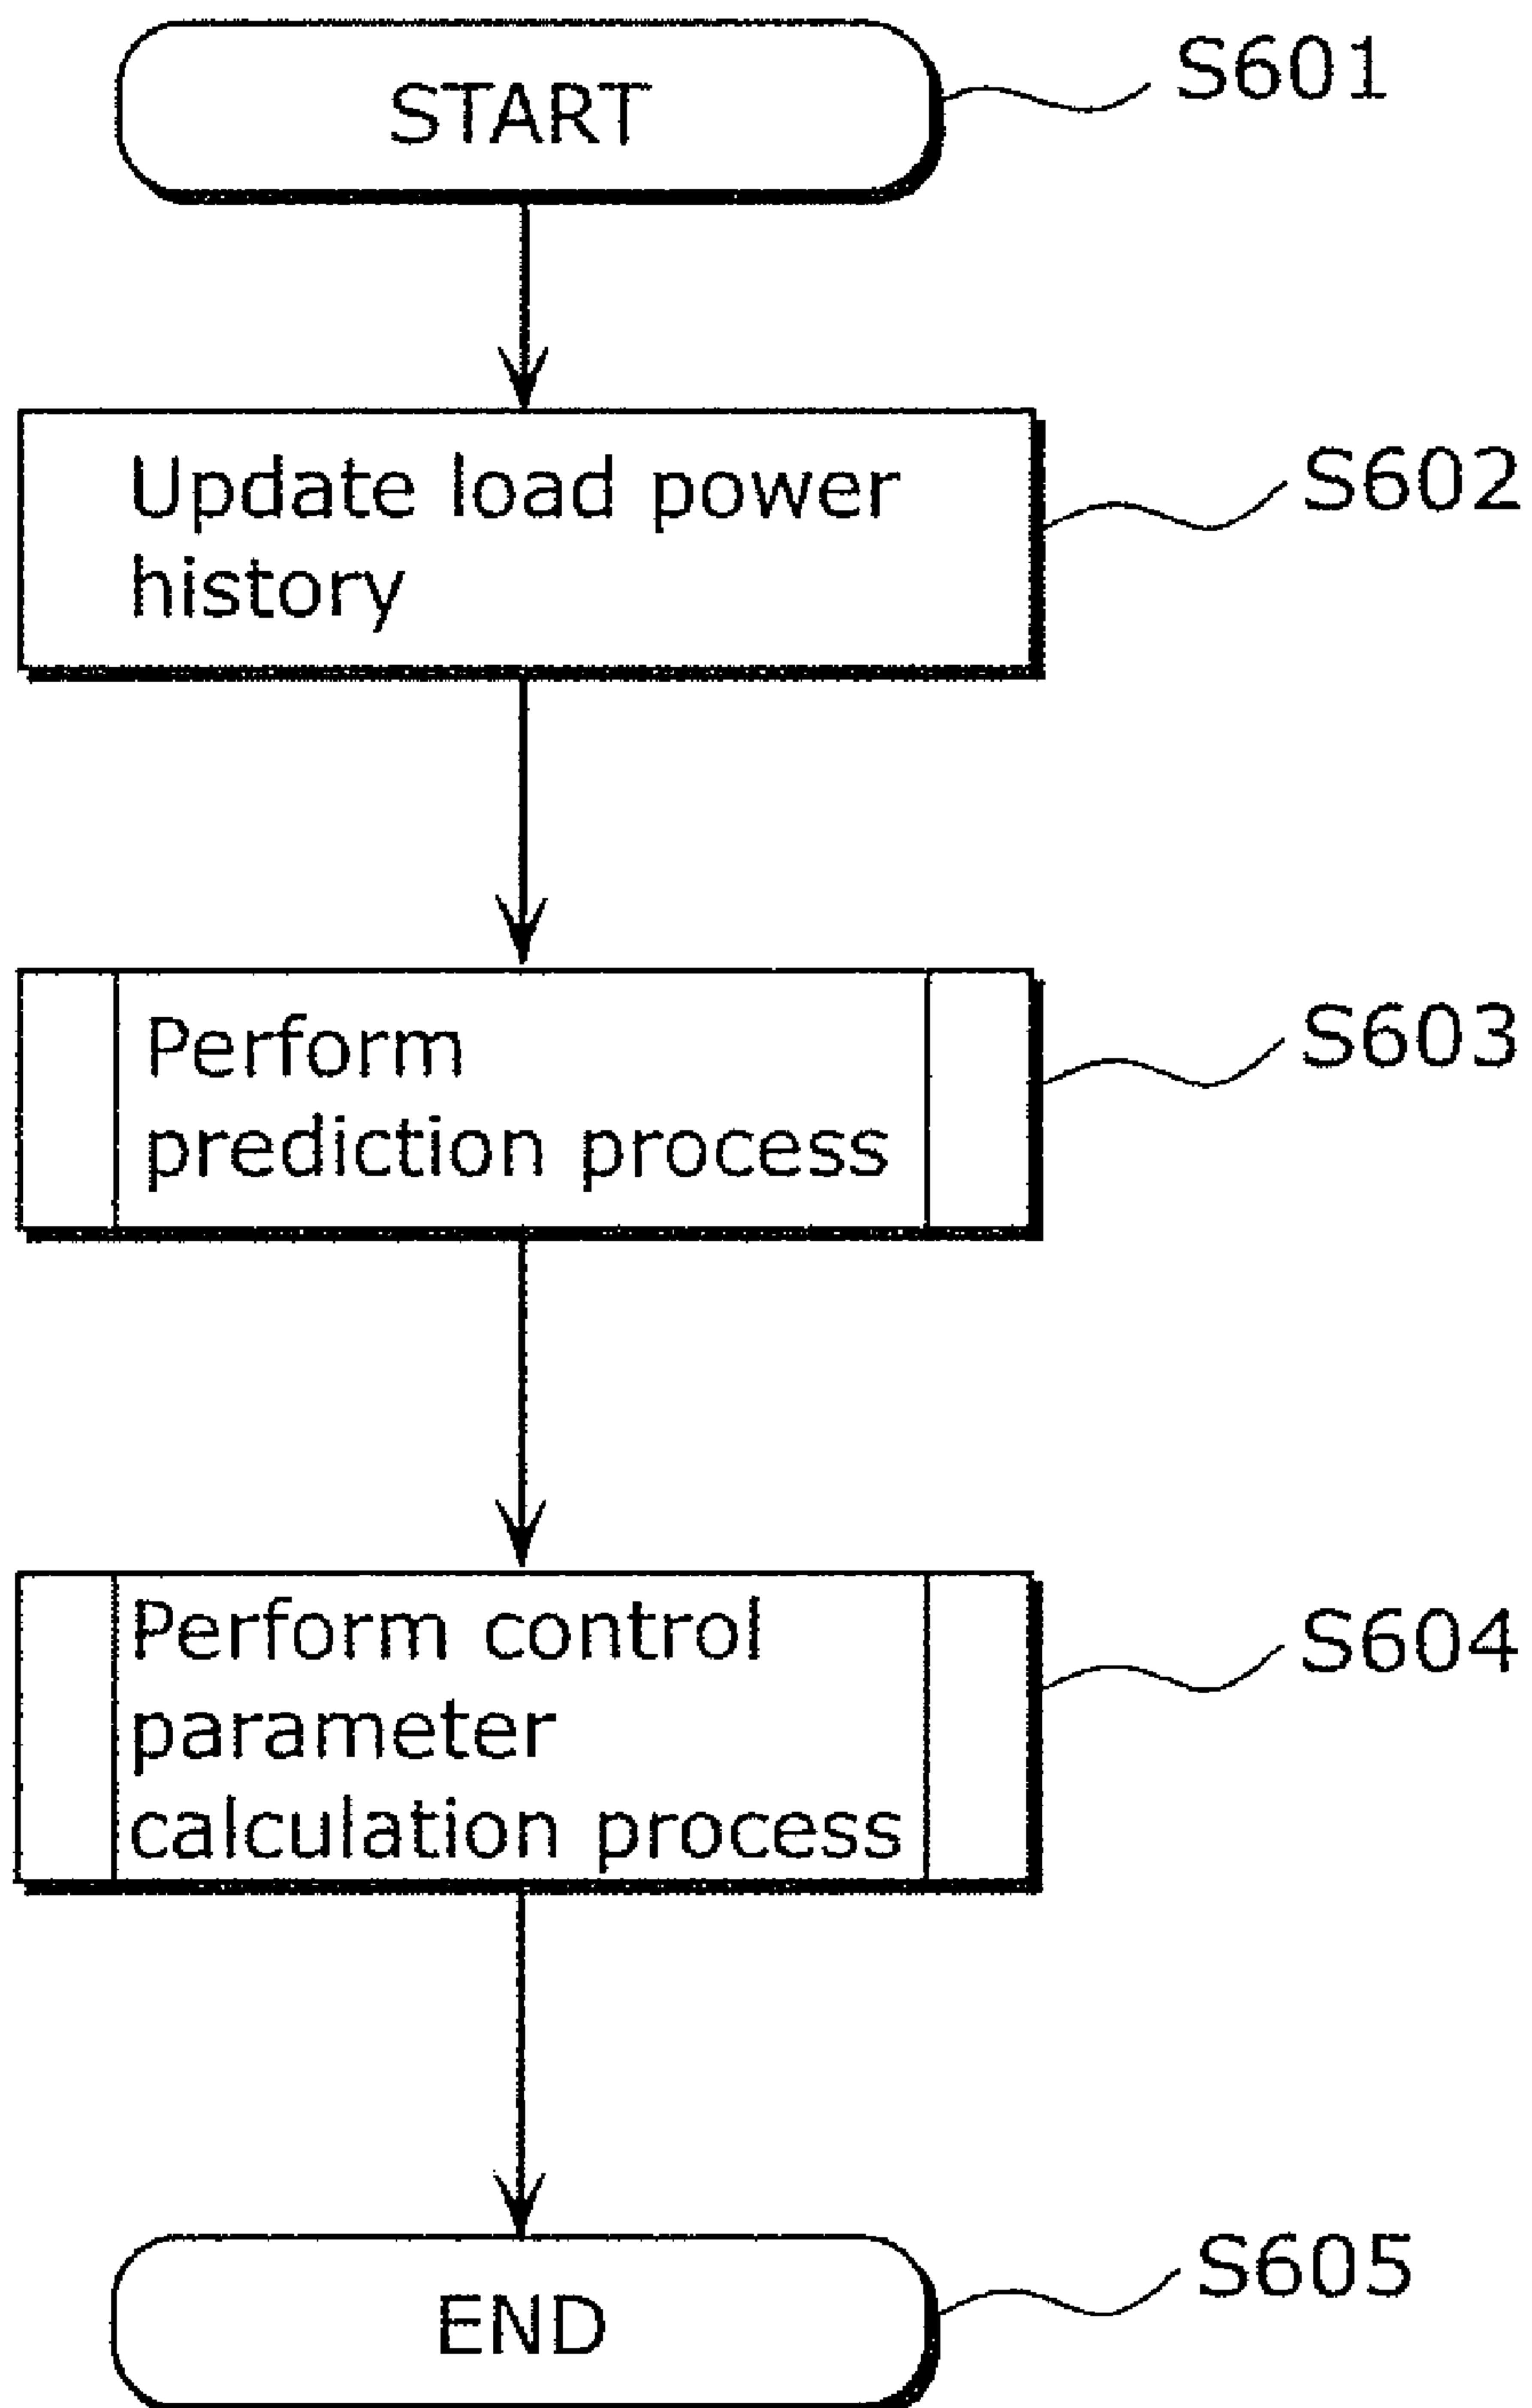 START
S601
Update load power
history
S602
Perform
prediction process
S603
Perform control
parameter
calculation process
S604
END
S605